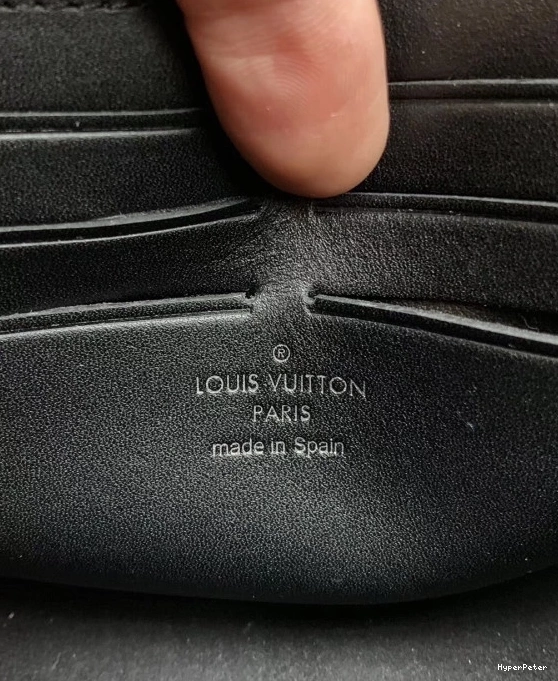 ®
LOUIS VUITTON
PARIS
made in Spain
HyperPeter